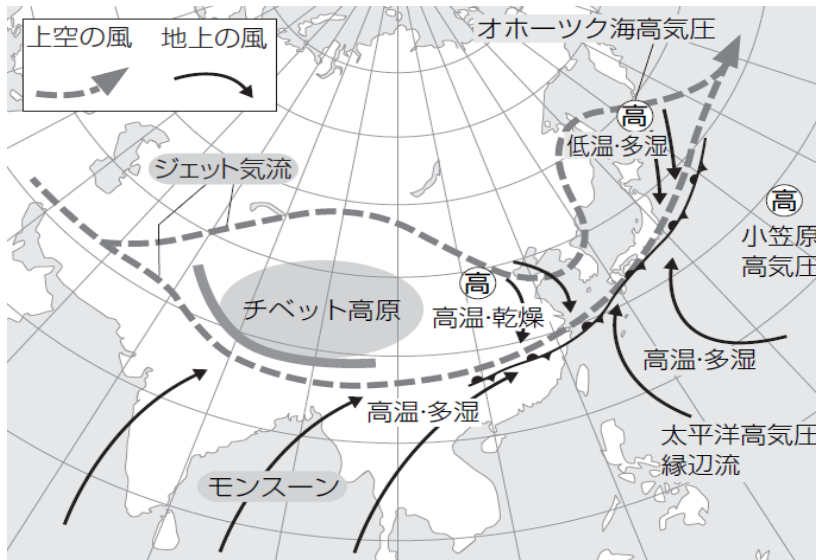 上空の風
地上の風
オホーツク海高気圧
高
低温・多湿
ジェット気流
高
小笠原
高気圧
高
チベット高原
高温・乾燥
高温・多湿
高温・多湿
太平洋高気圧
縁辺流
モンスーン